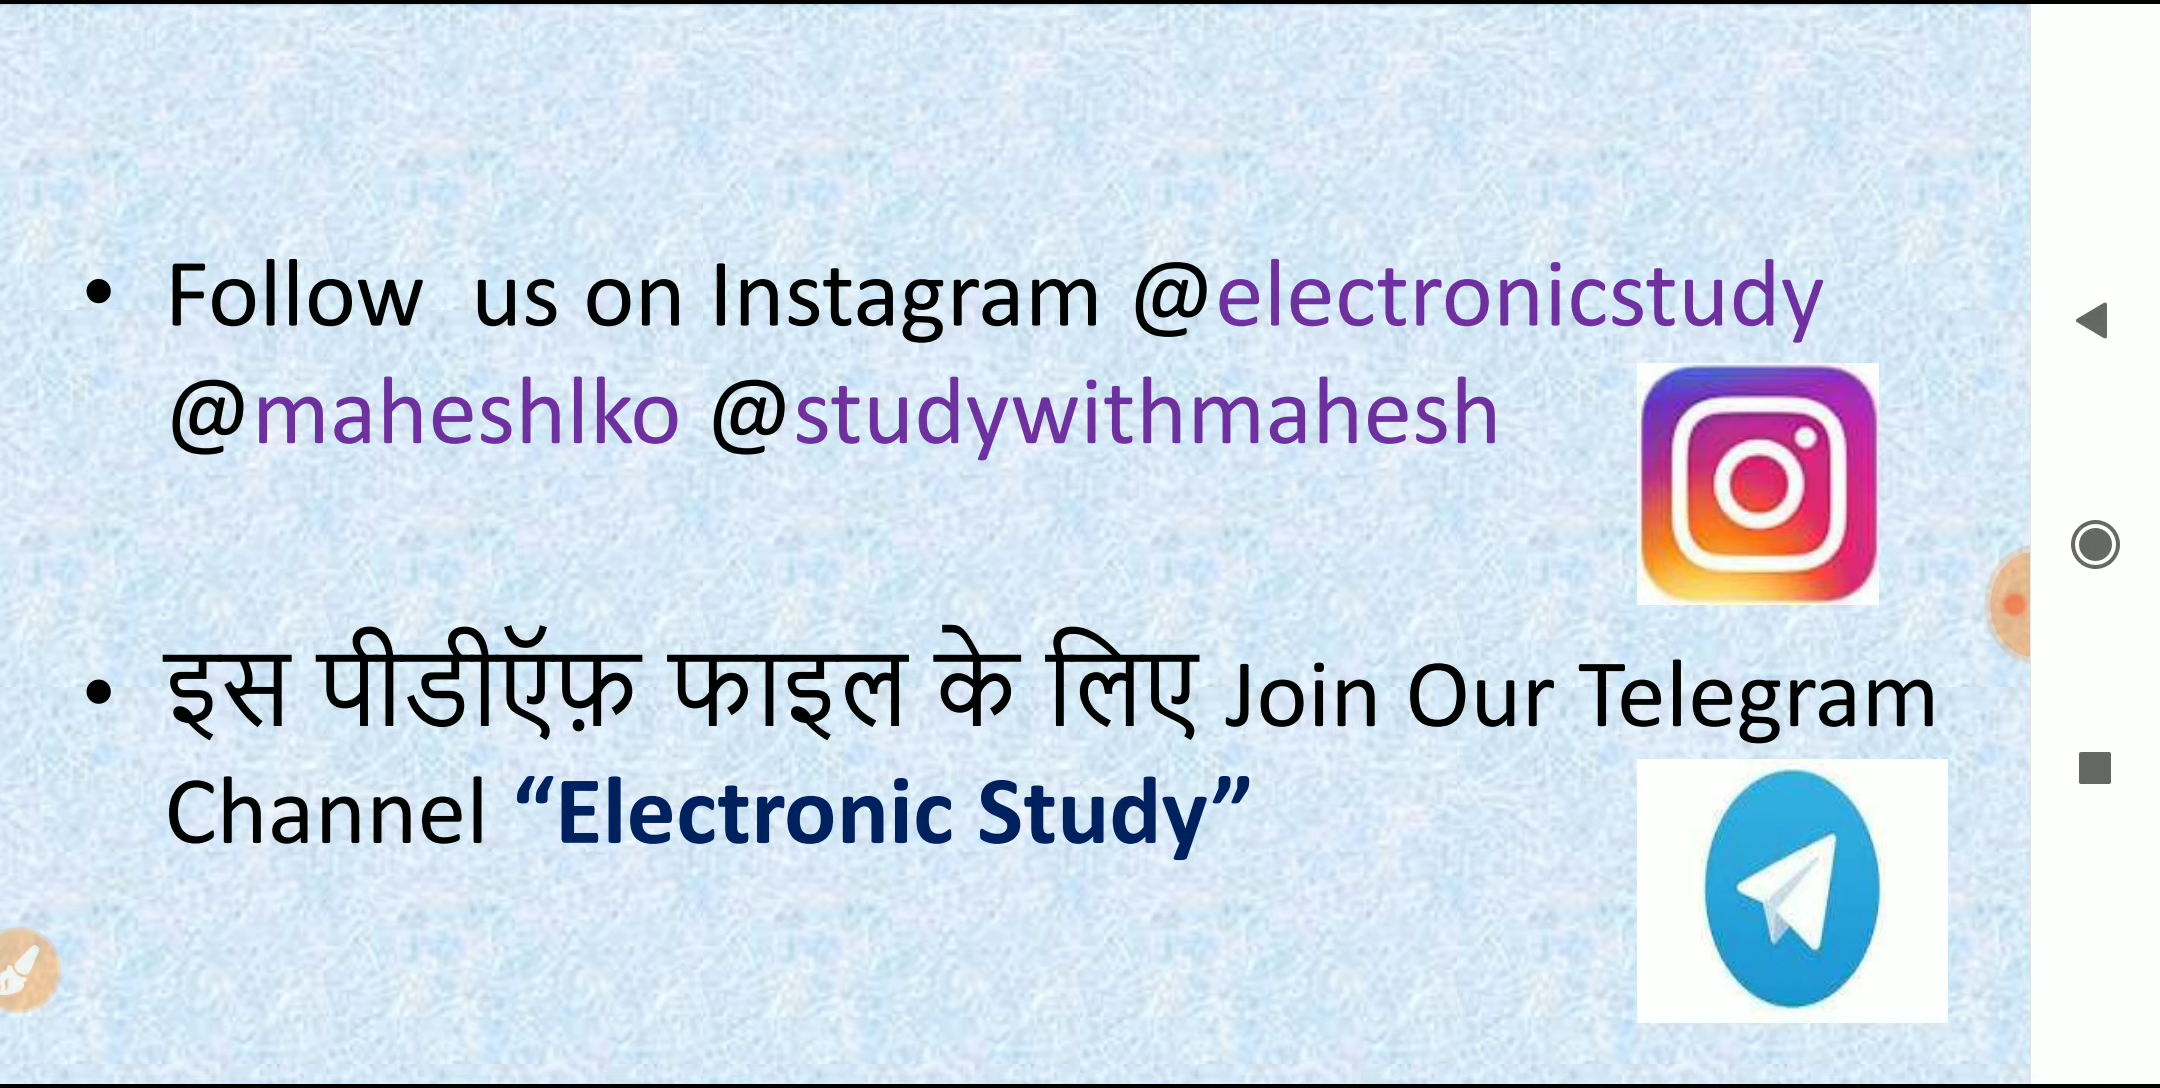 • Follow  us on Instagram @electronicstudy
@maheshlko @studywithmahesh
• इस पीडीऍफ़ फाइल के लिए Join Our Telegram
Channel “Electronic Study”